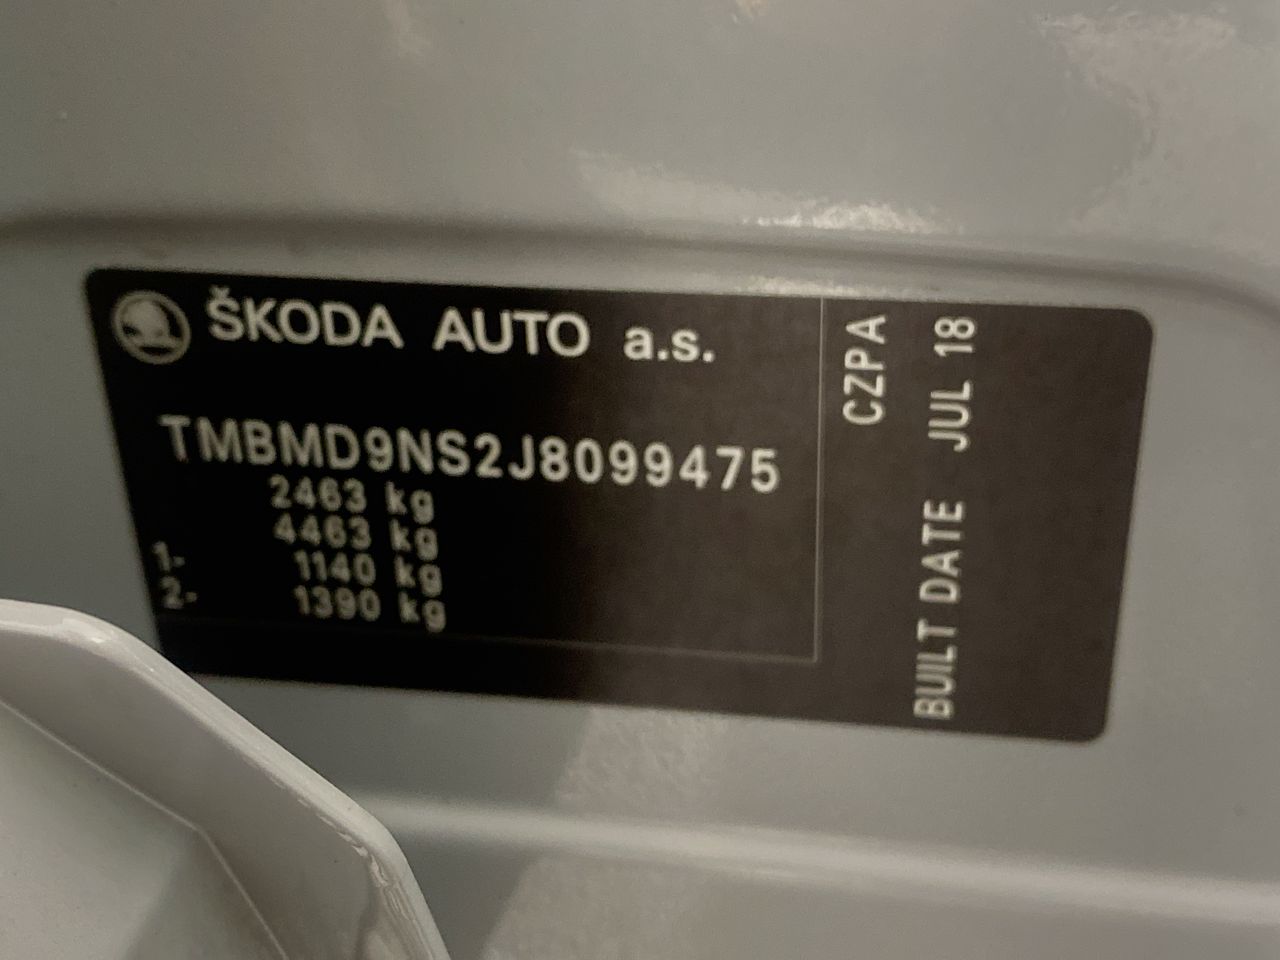 ŠKODA AUTO a.s.
TMBMD9NS2J8099475
2463 kg
4463 kg
1- 1140 kg
2- 1390 kg
CZPA
BUILT DATE JUL 18